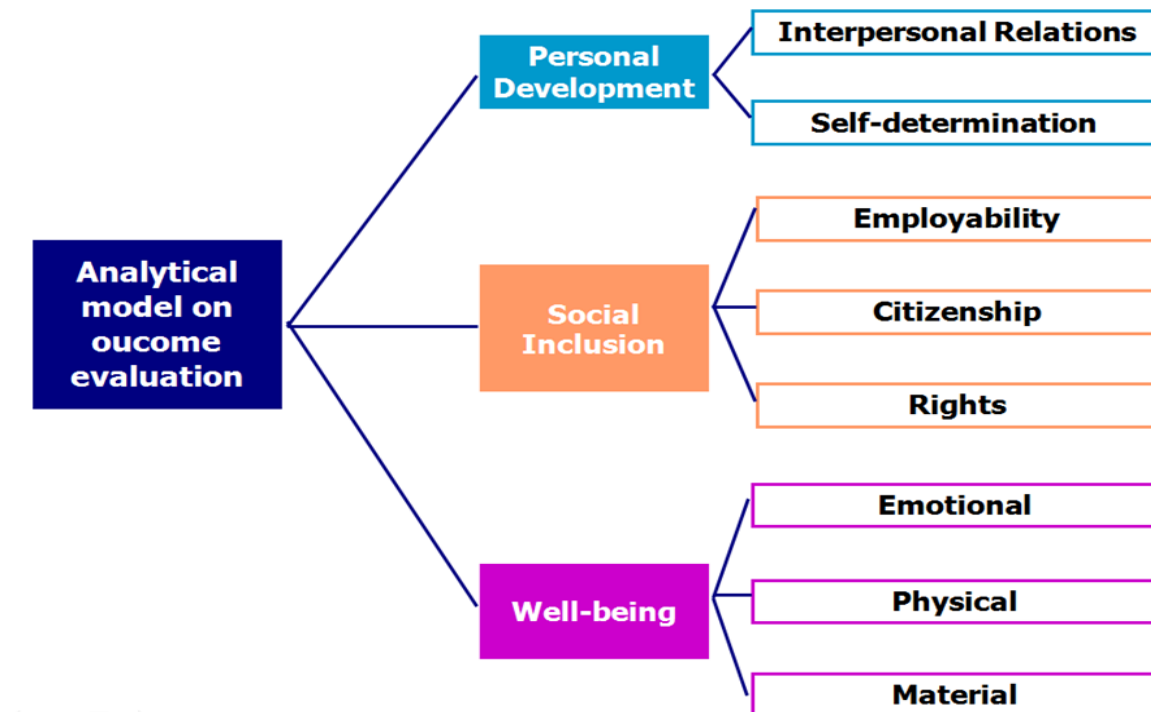 Analytical
model on
oucome
evaluation
Personal
Development
Interpersonal Relations
Self-determination
Social
Inclusion
Employability
Citizenship
Rights
Well-being
Emotional
Physical
Material